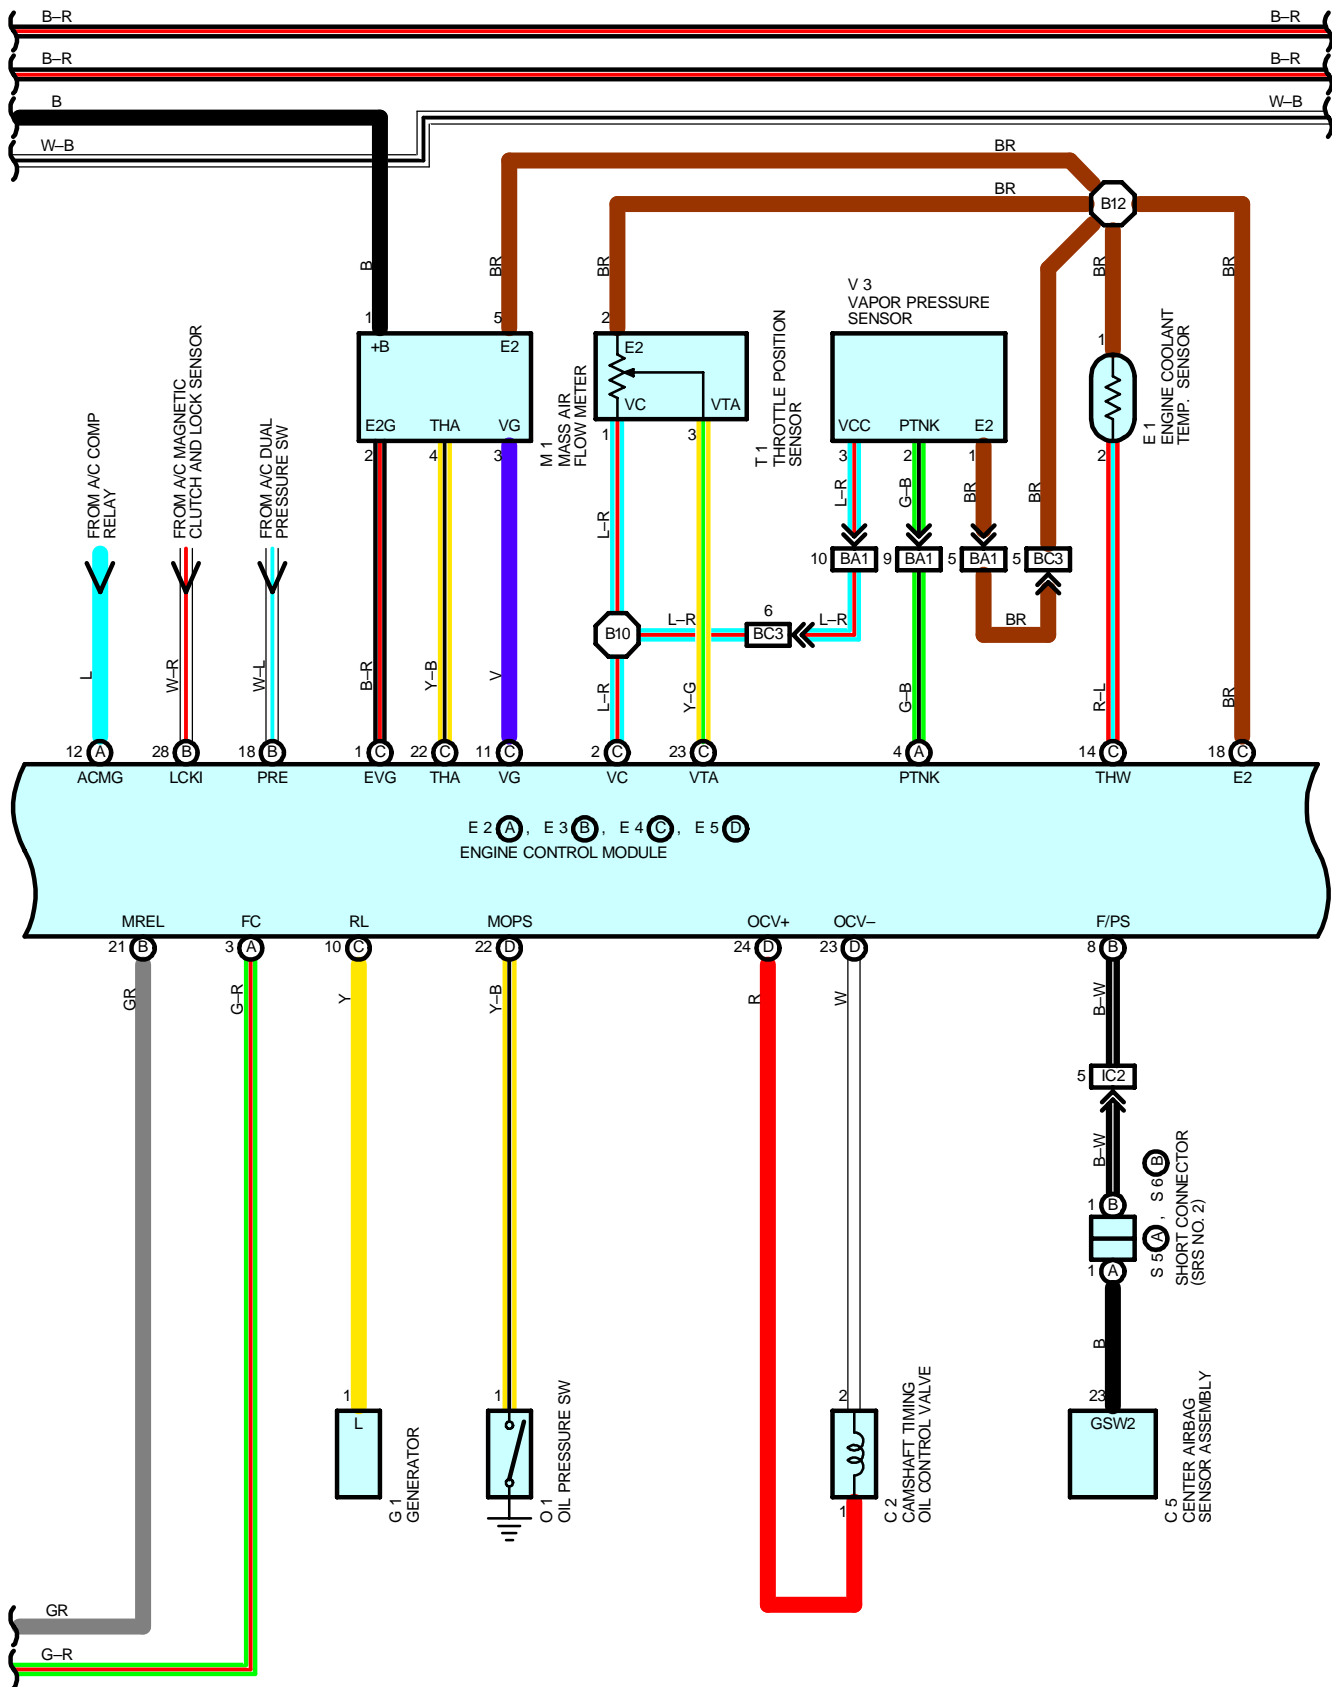 B–R B–R
B–R B–R
B W–B
W–B
BR
BR
B12
B BR BR BR BR
V 3
VAPOR PRESSURE
SENSOR
1 5 2 1
+B E2 E2
E2G THA VG
VC VTA
VCC PTNK E2
M 1
MASS AIR
FLOW METER
T 1
THROTTLE POSITION
SENSOR
E 1
ENGINE COOLANT
TEMP. SENSOR
2 4 3 1 3 3 2 1 2
FROM A/C COMP
RELAY
FROM A/C MAGNETIC
CLUTCH AND LOCK SENSOR
FROM A/C DUAL
PRESSURE SW
L–R L–R G–B BR BR
10 BA1 9 BA1 5 BA1 5 BC3
B10 L–R 6 BC3 L–R BR
L W–R W–L B–R Y–B V L–R Y–G G–B R–L BR
12 A 28 B 18 B 1 C 22 C 11 C 2 C 23 C 4 A 14 C 18 C
ACMG LCKI PRE EVG THA VG VC VTA PTNK THW E2
E 2 A , E 3 B , E 4 C , E 5 D
ENGINE CONTROL MODULE
MREL FC RL MOPS OCV+ OCV– F/PS
21 B 3 A 10 C 22 D 24 D 23 D 8 B
GR G–R Y Y–B R W B–W
5 IC2
B–W
1 B
1 A
S 5 A , S 6 B
SHORT CONNECTOR
(SRS NO. 2)
B
1 1 2 23
L GSW2
G 1
GENERATOR
O 1
OIL PRESSURE SW
C 2
CAMSHAFT TIMING
OIL CONTROL VALVE
C 5
CENTER AIRBAG
SENSOR ASSEMBLY
1
GR
G–R